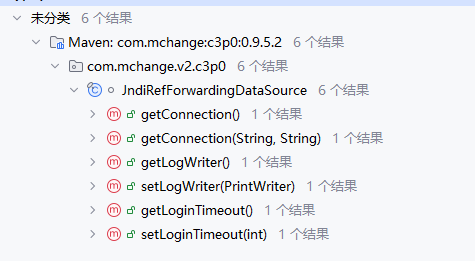 未分类 6 个结果
Maven: com.mchange:c3p0:0.9.5.2 6 个结果
com.mchange.v2.c3p0 6 个结果
JndiRefForwardingDataSource 6 个结果
getConnection() 1 个结果
getConnection(String, String) 1 个结果
getLogWriter() 1 个结果
setLogWriter(PrintWriter) 1 个结果
getLoginTimeout() 1 个结果
setLoginTimeout(int) 1 个结果